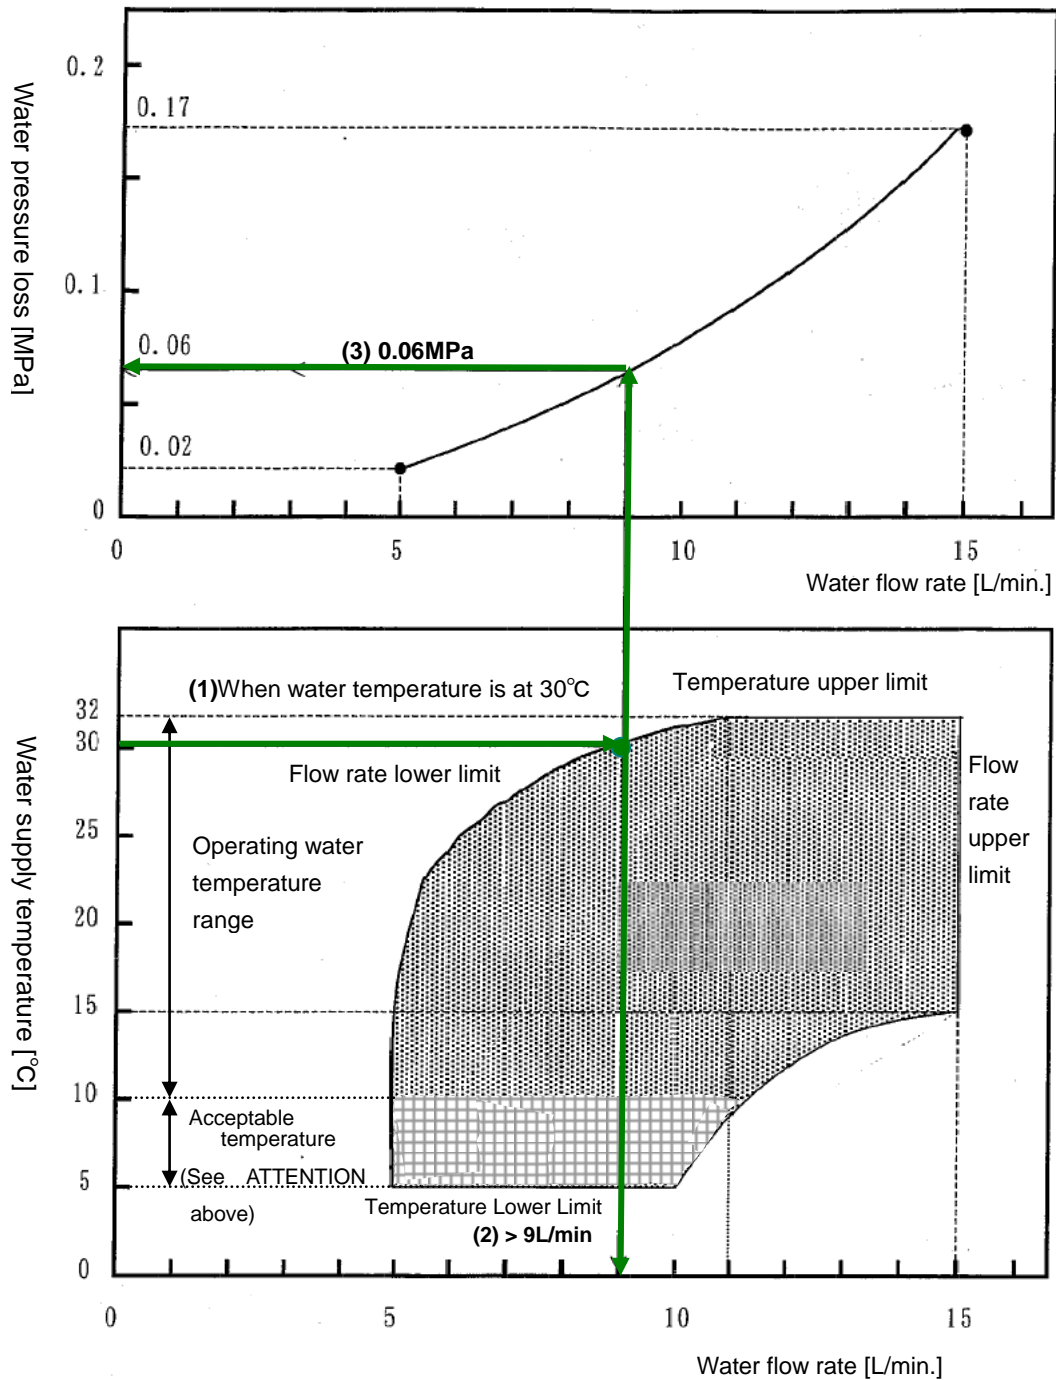 0.2
0.17
Water pressure loss [MPa]
0.1
0.06
(3) 0.06MPa
0.02
0
0
5
10
15
Water flow rate [L/min.]
(1)When water temperature is at 30°C
Temperature upper limit
32
30
Flow rate lower limit
Flow
rate
upper
limit
Water supply temperature [°C]
25
Operating water
temperature
range
20
15
10
Acceptable
temperature
(See ATTENTION
above)
5
Temperature Lower Limit
(2) > 9L/min
0
0
5
10
15
Water flow rate [L/min.]